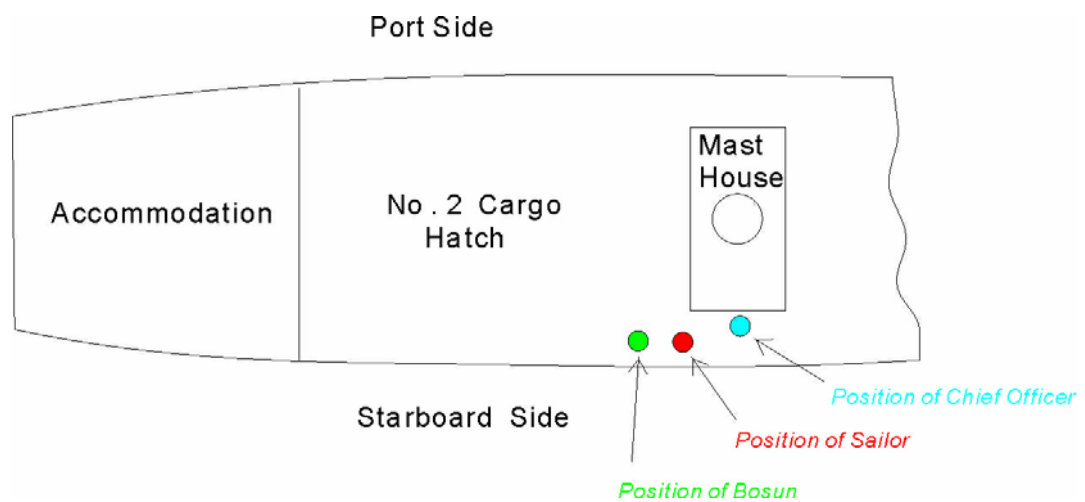 Port Side
Mast
House
Accommodation
No . 2 Cargo
Hatch
Position of Chief Officer
Starboard Side
Position of Sailor
Position of Bosun